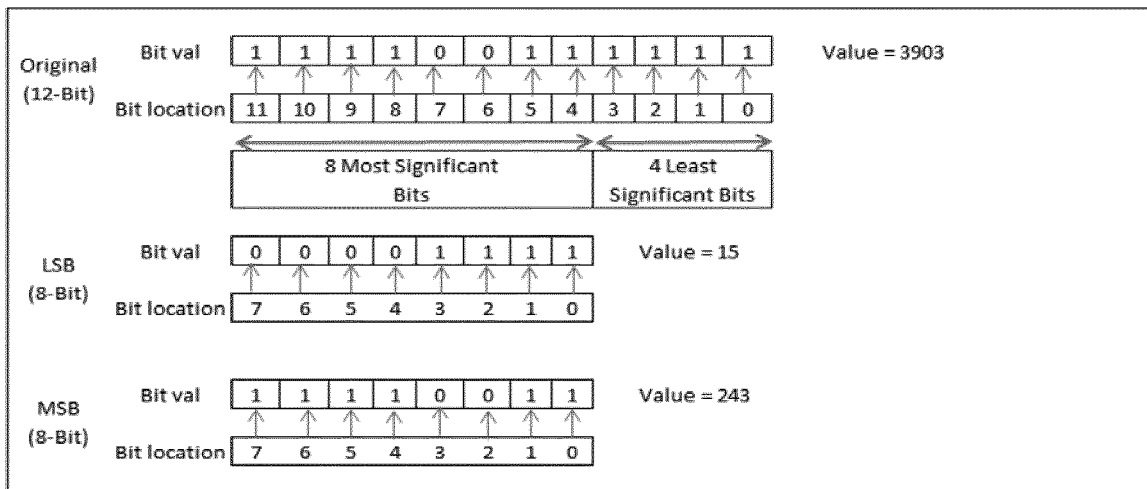 Original
(12-Bit)
Bit val 1 1 1 1 0 0 1 1 1 1 1 1 Value = 3903
Bit location 11 10 9 8 7 6 5 4 3 2 1 0
8 Most Significant
Bits
4 Least
Significant Bits
LSB
(8-Bit)
Bit val 0 0 0 0 1 1 1 1 Value = 15
Bit location 7 6 5 4 3 2 1 0
MSB
(8-Bit)
Bit val 1 1 1 1 0 0 1 1 Value = 243
Bit location 7 6 5 4 3 2 1 0